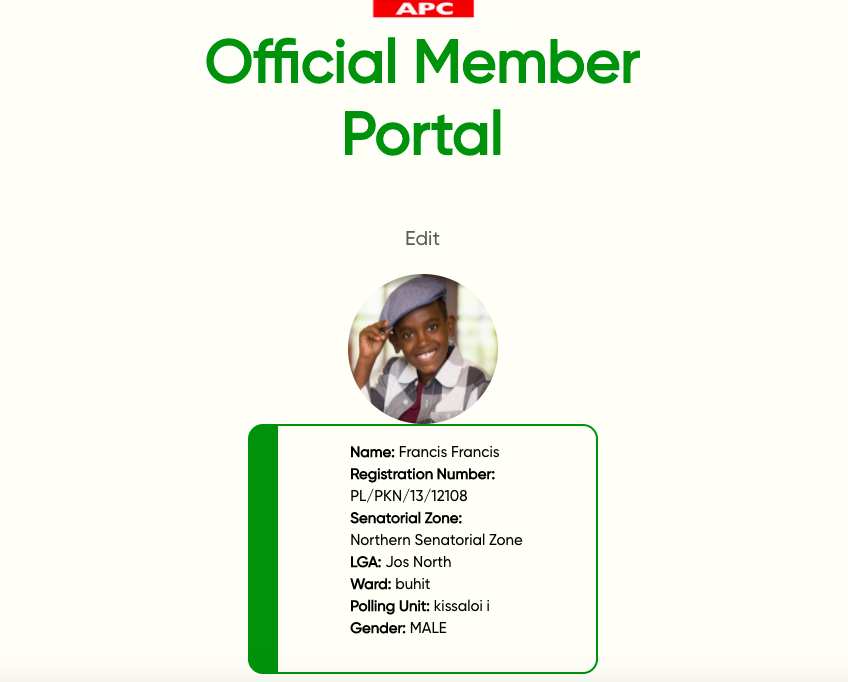 APC
Official Member
Portal
Edit
Name: Francis Francis
Registration Number:
PL/PKN/13/12108
Senatorial Zone:
Northern Senatorial Zone
LGA: Jos North
Ward: buhit
Polling Unit: kissaloi i
Gender: MALE